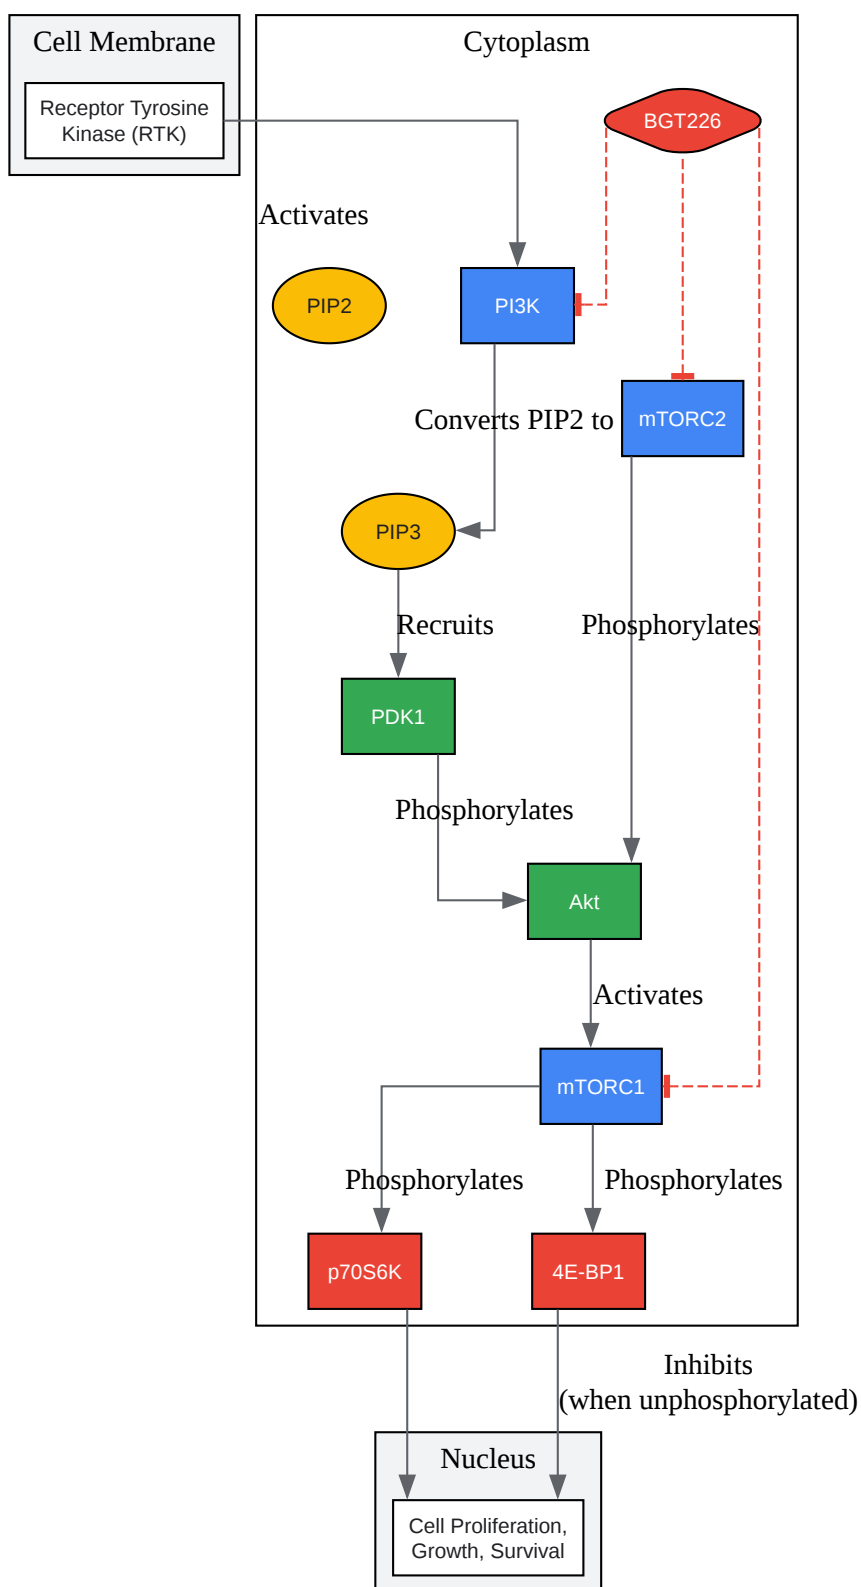 Cell Membrane
Cytoplasm
Receptor Tyrosine
Kinase (RTK)
BGT226
Activates
PIP2
PI3K
Converts PIP2 to
mTORC2
PIP3
Recruits
Phosphorylates
PDK1
Phosphorylates
Akt
Activates
mTORC1
Phosphorylates
Phosphorylates
p70S6K
4E-BP1
Inhibits
(when unphosphorylated)
Nucleus
Cell Proliferation,
Growth, Survival